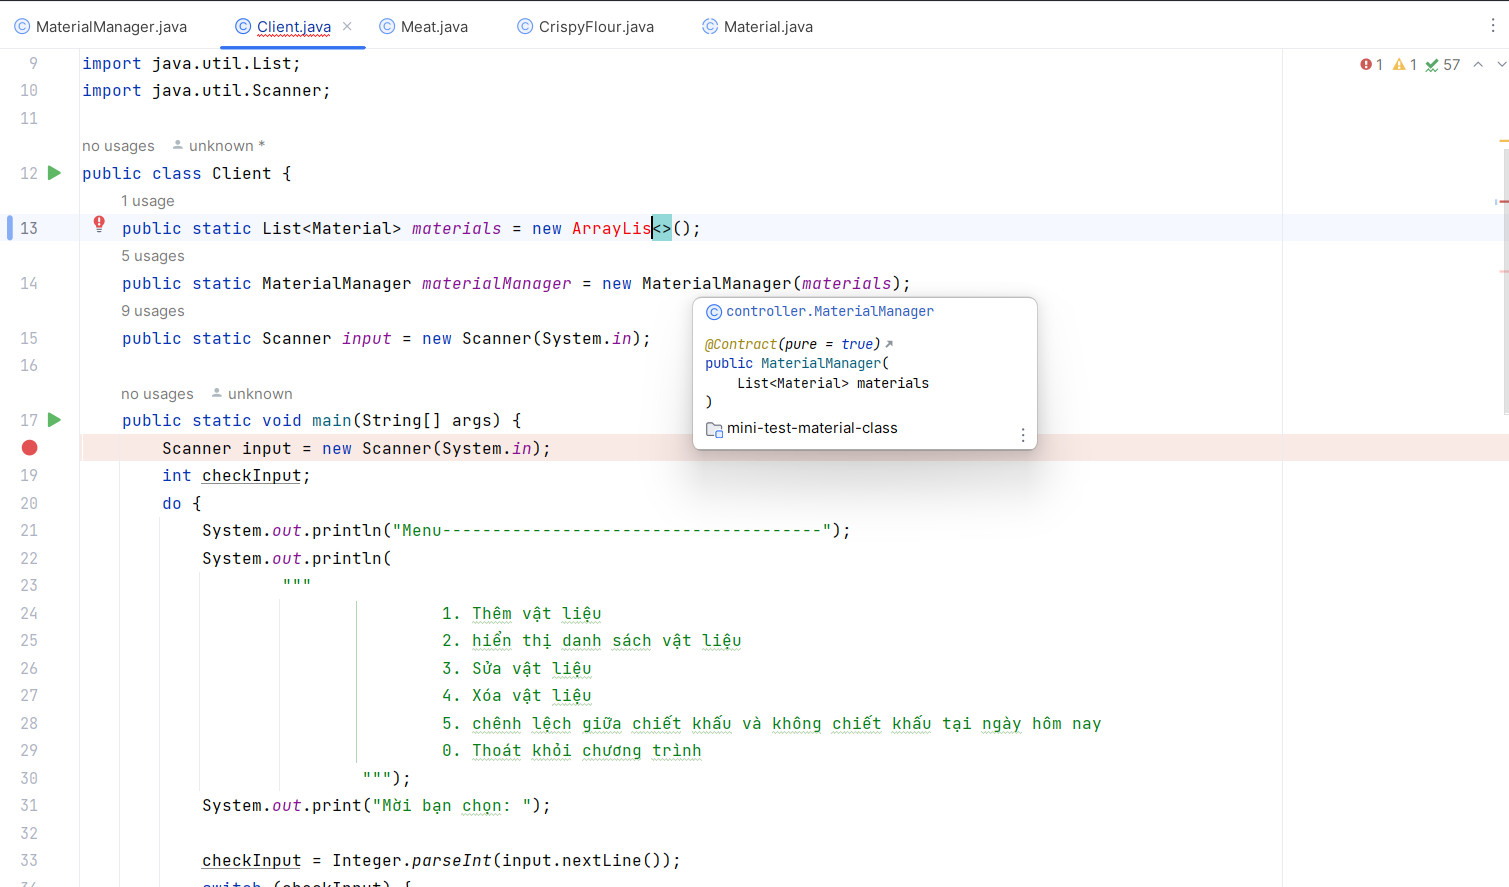 MaterialManager.java Client.java Meat.java CrispyFlour.java Material.java
9 import java.util.List; 1 1 57
10 import java.util.Scanner;
11
no usages unknown *
12 public class Client {
1 usage
13 public static List<Material> materials = new ArrayLis<>();
5 usages
14 public static MaterialManager materialManager = new MaterialManager(materials);
9 usages
15 public static Scanner input = new Scanner(System.in);
16
no usages unknown
17 public static void main(String[] args) {
Scanner input = new Scanner(System.in);
19 int checkInput;
20 do {
21 System.out.println("Menu--------------------------------------");
22 System.out.println(
23 """
24 1. Thêm vật liệu
25 2. hiển thị danh sách vật liệu
26 3. Sửa vật liệu
27 4. Xóa vật liệu
28 5. chênh lệch giữa chiết khấu và không chiết khấu tại ngày hôm nay
29 0. Thoát khỏi chương trình
30 """);
31 System.out.print("Mời bạn chọn: ");
32
33 checkInput = Integer.parseInt(input.nextLine());
34 switch (checkInput) {
controller.MaterialManager
@Contract(pure = true)
public MaterialManager(
List<Material> materials
)
mini-test-material-class